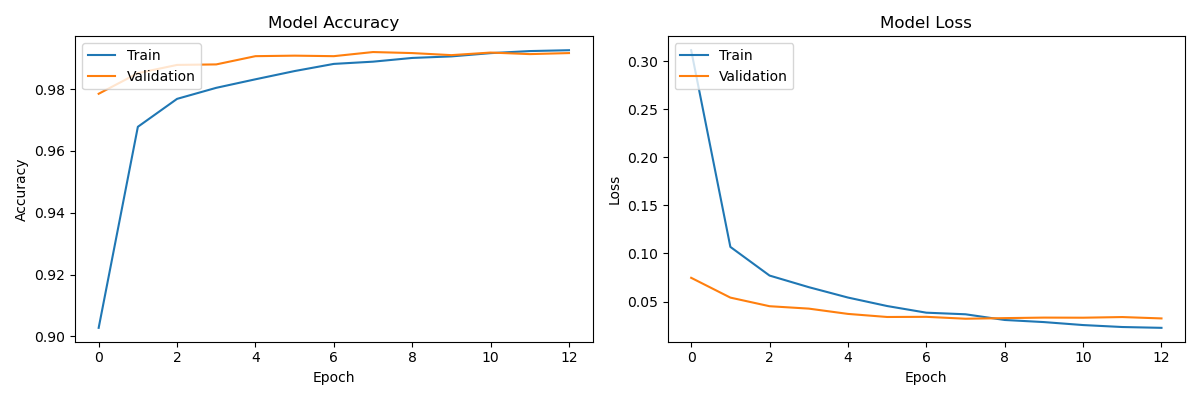 Model Accuracy
Train
Validation
0.98
0.96
0.94
0.92
0.90
Accuracy
0 2 4 6 8 10 12
Epoch
Model Loss
Train
Validation
0.30
0.25
0.20
0.15
0.10
0.05
Loss
0 2 4 6 8 10 12
Epoch